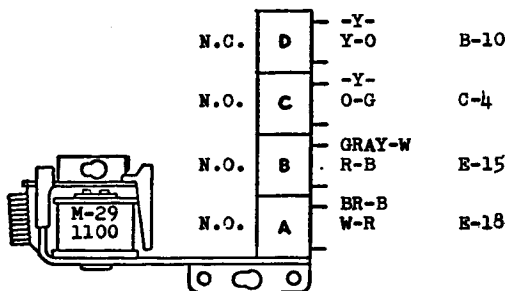 -Y-
N.C. D Y-O B-10
-Y-
N.O. C O-G C-4
GRAY-W
N.O. B R-B E-15
BR-B
M-29 N.O. A W-R E-18
1100